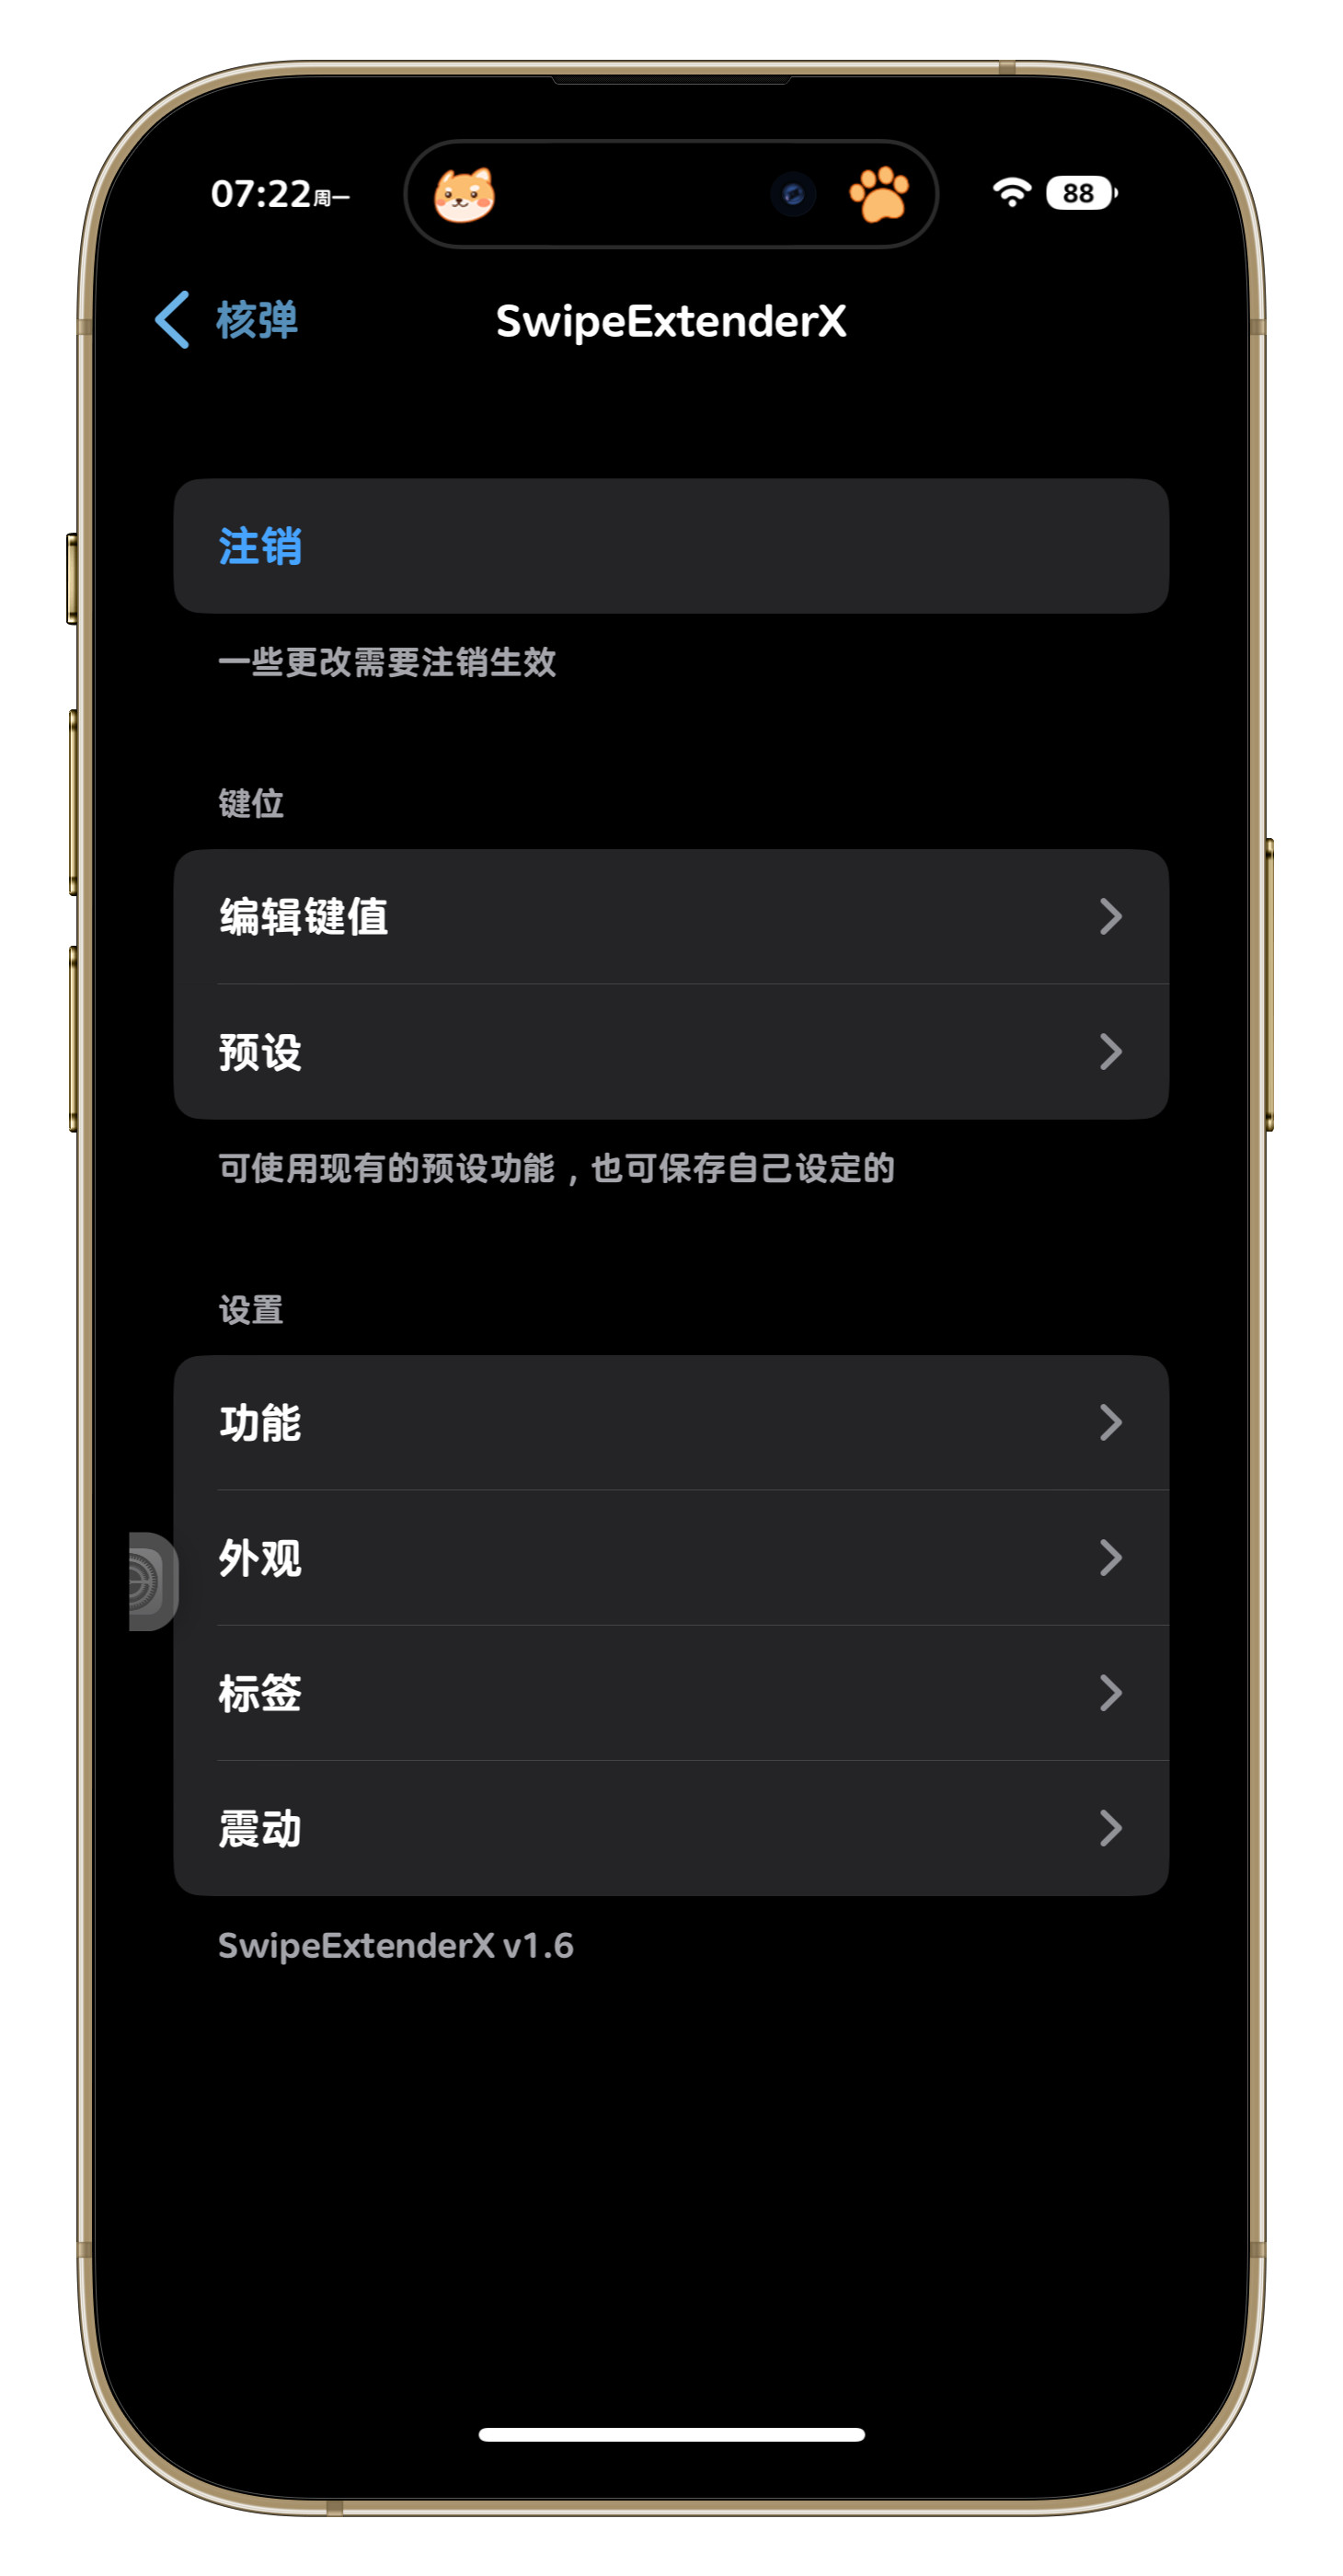 07:22周一
88
核弹
SwipeExtenderX
注销
一些更改需要注销生效
键位
编辑键值
预设
可使用现有的预设功能，也可保存自己设定的
设置
功能
外观
标签
震动
SwipeExtenderX v1.6